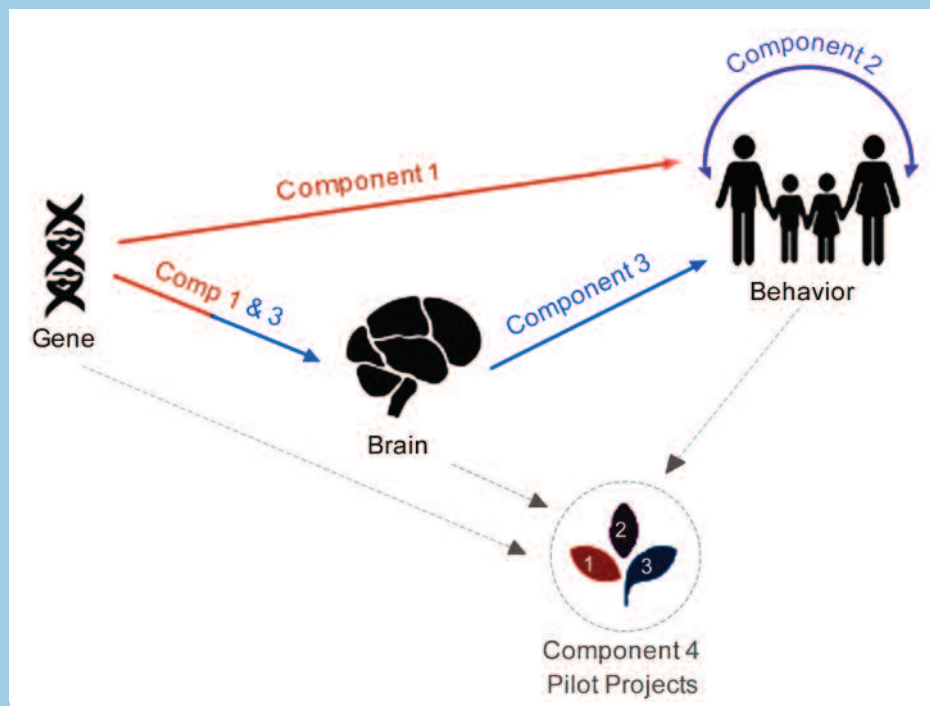 Component 2
Component 1
Comp 1 & 3
Component 3
Gene
Behavior
Brain
2
1
3
Component 4
Pilot Projects